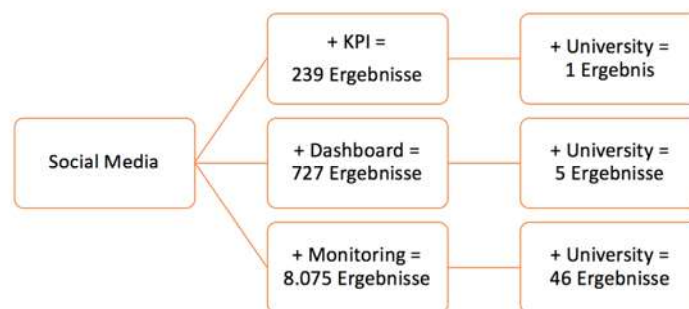 Social Media
+ KPI =
239 Ergebnisse
+ University =
1 Ergebnis
+ Dashboard =
727 Ergebnisse
+ University =
5 Ergebnisse
+ Monitoring =
8.075 Ergebnisse
+ University =
46 Ergebnisse